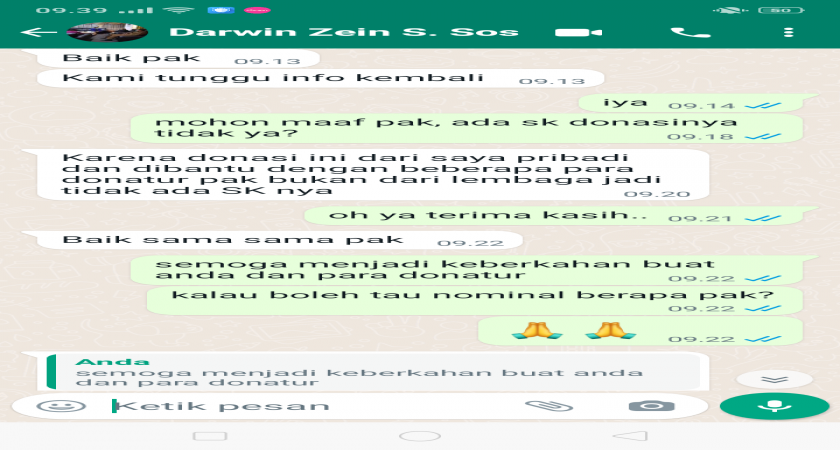 09.39
50
Darwin Zein S. Sos
Baik pak 09.13
Kami tunggu info kembali 09.13
iya 09.14
mohon maaf pak, ada sk donasinya
tidak ya? 09.18
Karena donasi ini dari saya pribadi
dan dibantu dengan beberapa para
donatur pak bukan dari lembaga jadi
tidak ada SK nya 09.20
oh ya terima kasih.. 09.21
Baik sama sama pak 09.22
semoga menjadi keberkahan buat
anda dan para donatur 09.22
kalau boleh tau nominal berapa pak?
09.22
🙏 🙏 09.22
Anda
semoga menjadi keberkahan buat anda
dan para donatur
Ketik pesan